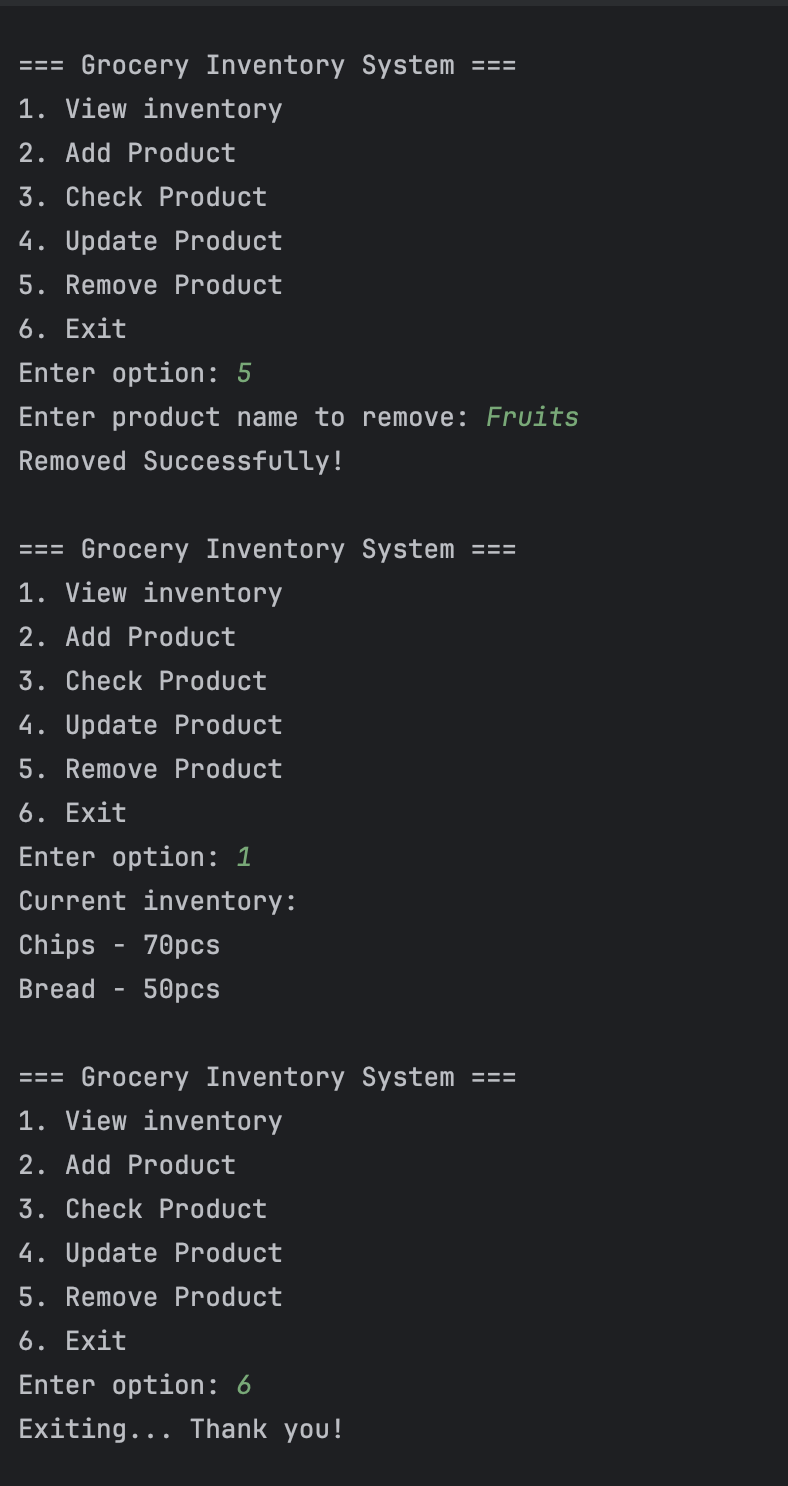 === Grocery Inventory System ===
1. View inventory
2. Add Product
3. Check Product
4. Update Product
5. Remove Product
6. Exit
Enter option: 5
Enter product name to remove: Fruits
Removed Successfully!
=== Grocery Inventory System ===
1. View inventory
2. Add Product
3. Check Product
4. Update Product
5. Remove Product
6. Exit
Enter option: 1
Current inventory:
Chips - 70pcs
Bread - 50pcs
=== Grocery Inventory System ===
1. View inventory
2. Add Product
3. Check Product
4. Update Product
5. Remove Product
6. Exit
Enter option: 6
Exiting... Thank you!